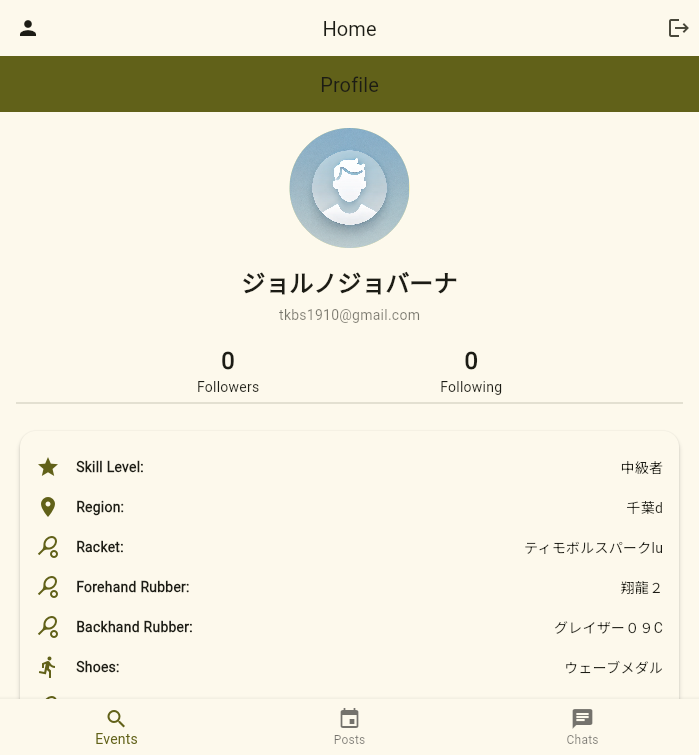 Home
Profile
ジョルノジョバーナ
tkbs1910@gmail.com
0 0
Followers Following
Skill Level: 中級者
Region: 千葉d
Racket: ティモボルスパークlu
Forehand Rubber: 翔龍２
Backhand Rubber: グレイザー０９C
Shoes: ウェーブメダル
Events Posts Chats